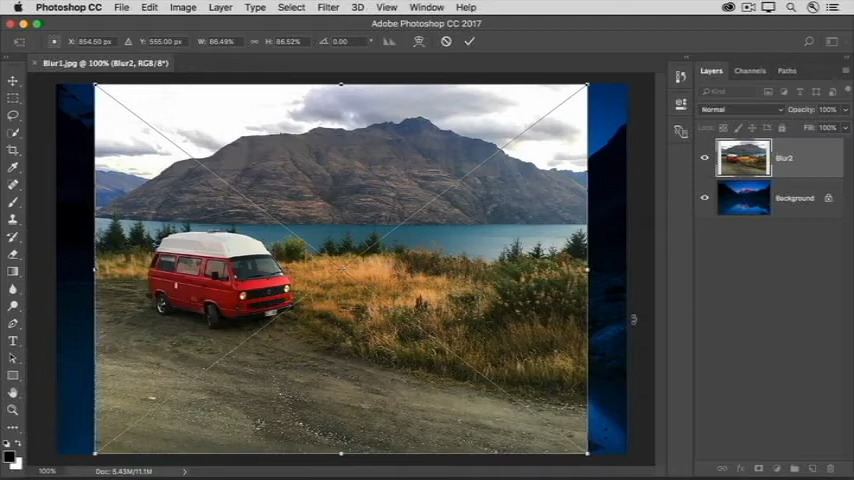 Photoshop CC File Edit Image Layer Type Select Filter 3D View Window Help
Adobe Photoshop CC 2017
X: 854.50 px Y: 555.00 px W: 86.49% H: 86.52% 0.00
× Blur1.jpg @ 100% (Blur2, RGB/8*)
Layers Channels Paths
Kind
Normal Opacity: 100%
Lock: Fill: 100%
Blur2
Background
100% Doc: 5.43M/11.1M